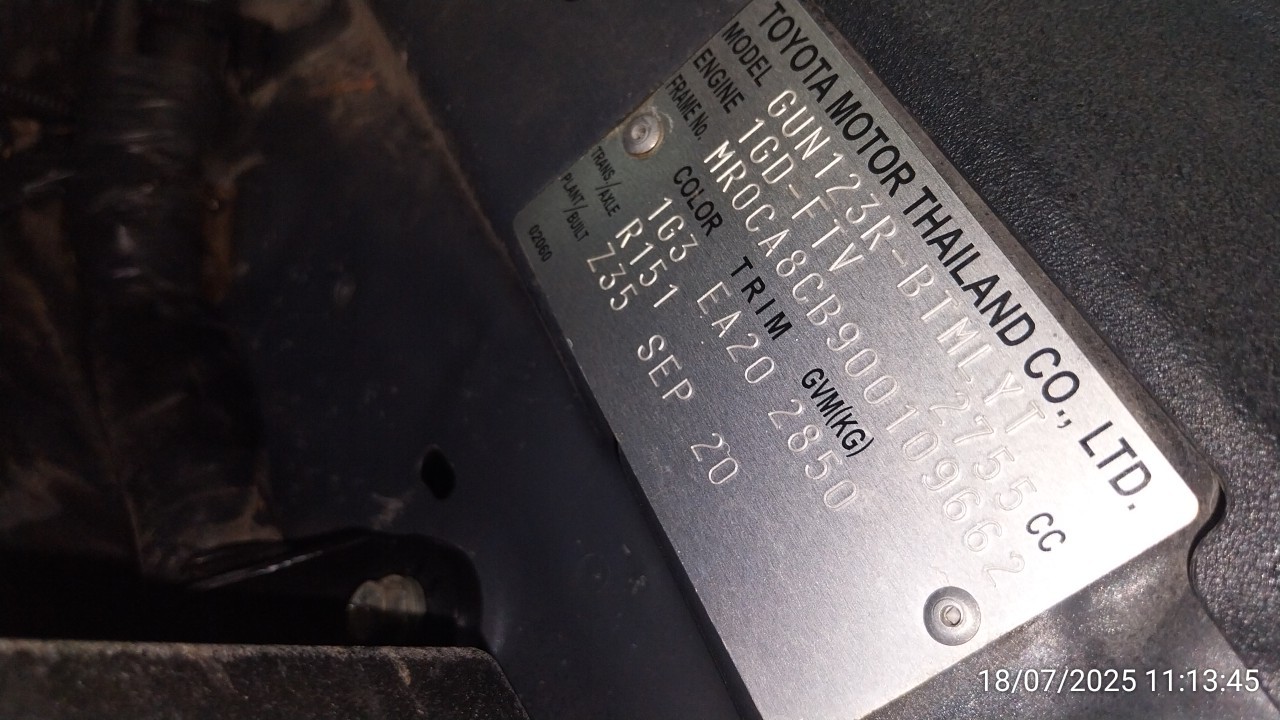 TOYOTA MOTOR THAILAND CO., LTD.
MODEL GUN123R-BTMLYT
ENGINE 1GD-FTV 2755 CC
FRAME No. MR0CA8CB900109662
COLOR TRIM GVM(KG)
1G3 EA20 2850
TRANS/AXLE R151
PLANT/BUILT Z35 SEP 20
02060
18/07/2025 11:13:45